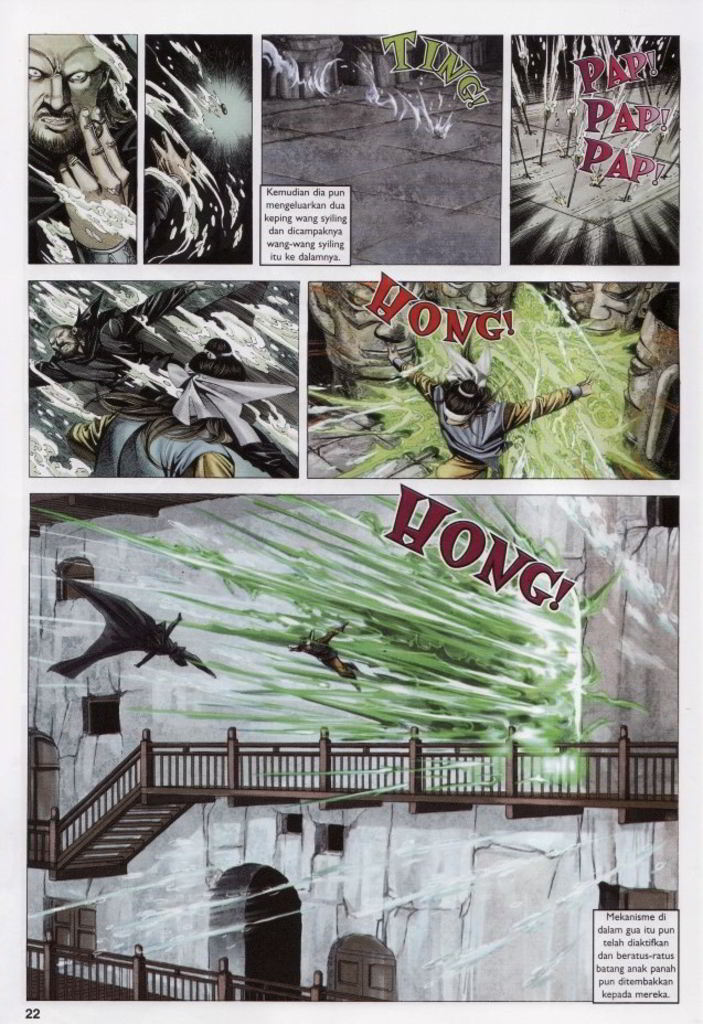 TING!
PAP!
PAP!
PAP!
Kemudian dia pun
mengeluarkan dua
keping wang syiling
dan dicampaknya
wang-wang syiling
itu ke dalamnya.
HONG!
HONG!
Mekanisme di
dalam gua itu pun
telah diaktifkan
dan beratus-ratus
batang anak panah
pun ditembakkan
kepada mereka.
22